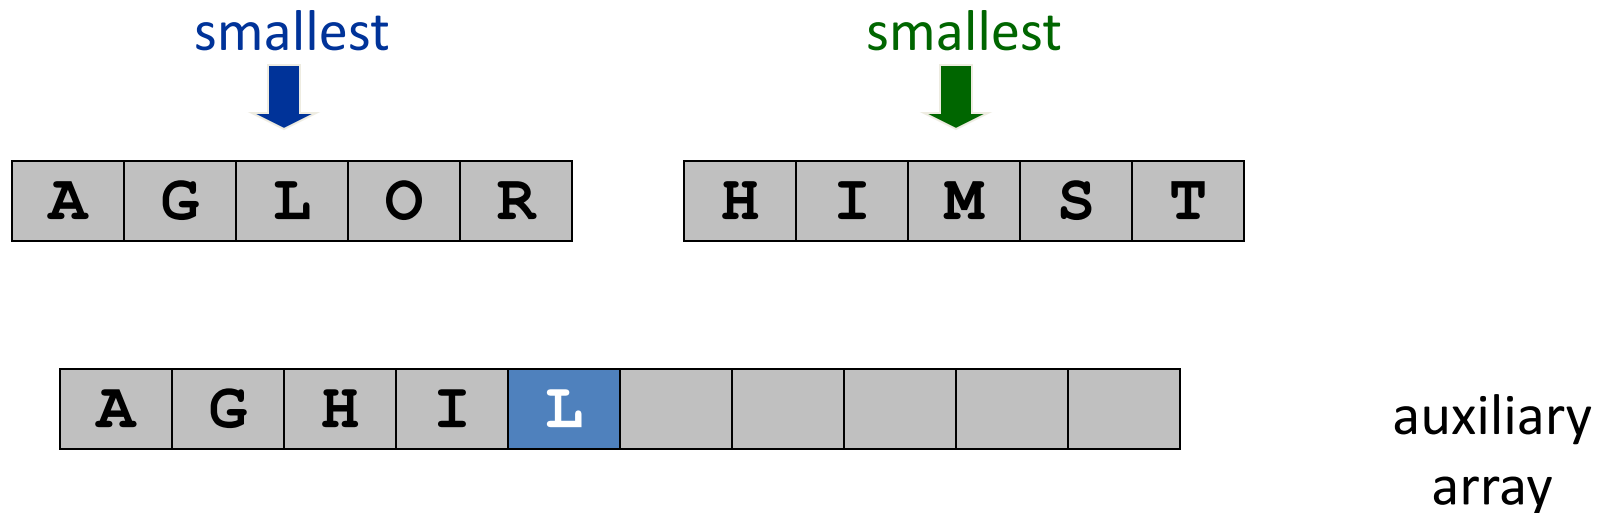 smallest smallest
A G L O R H I M S T
A G H I L
auxiliary
array